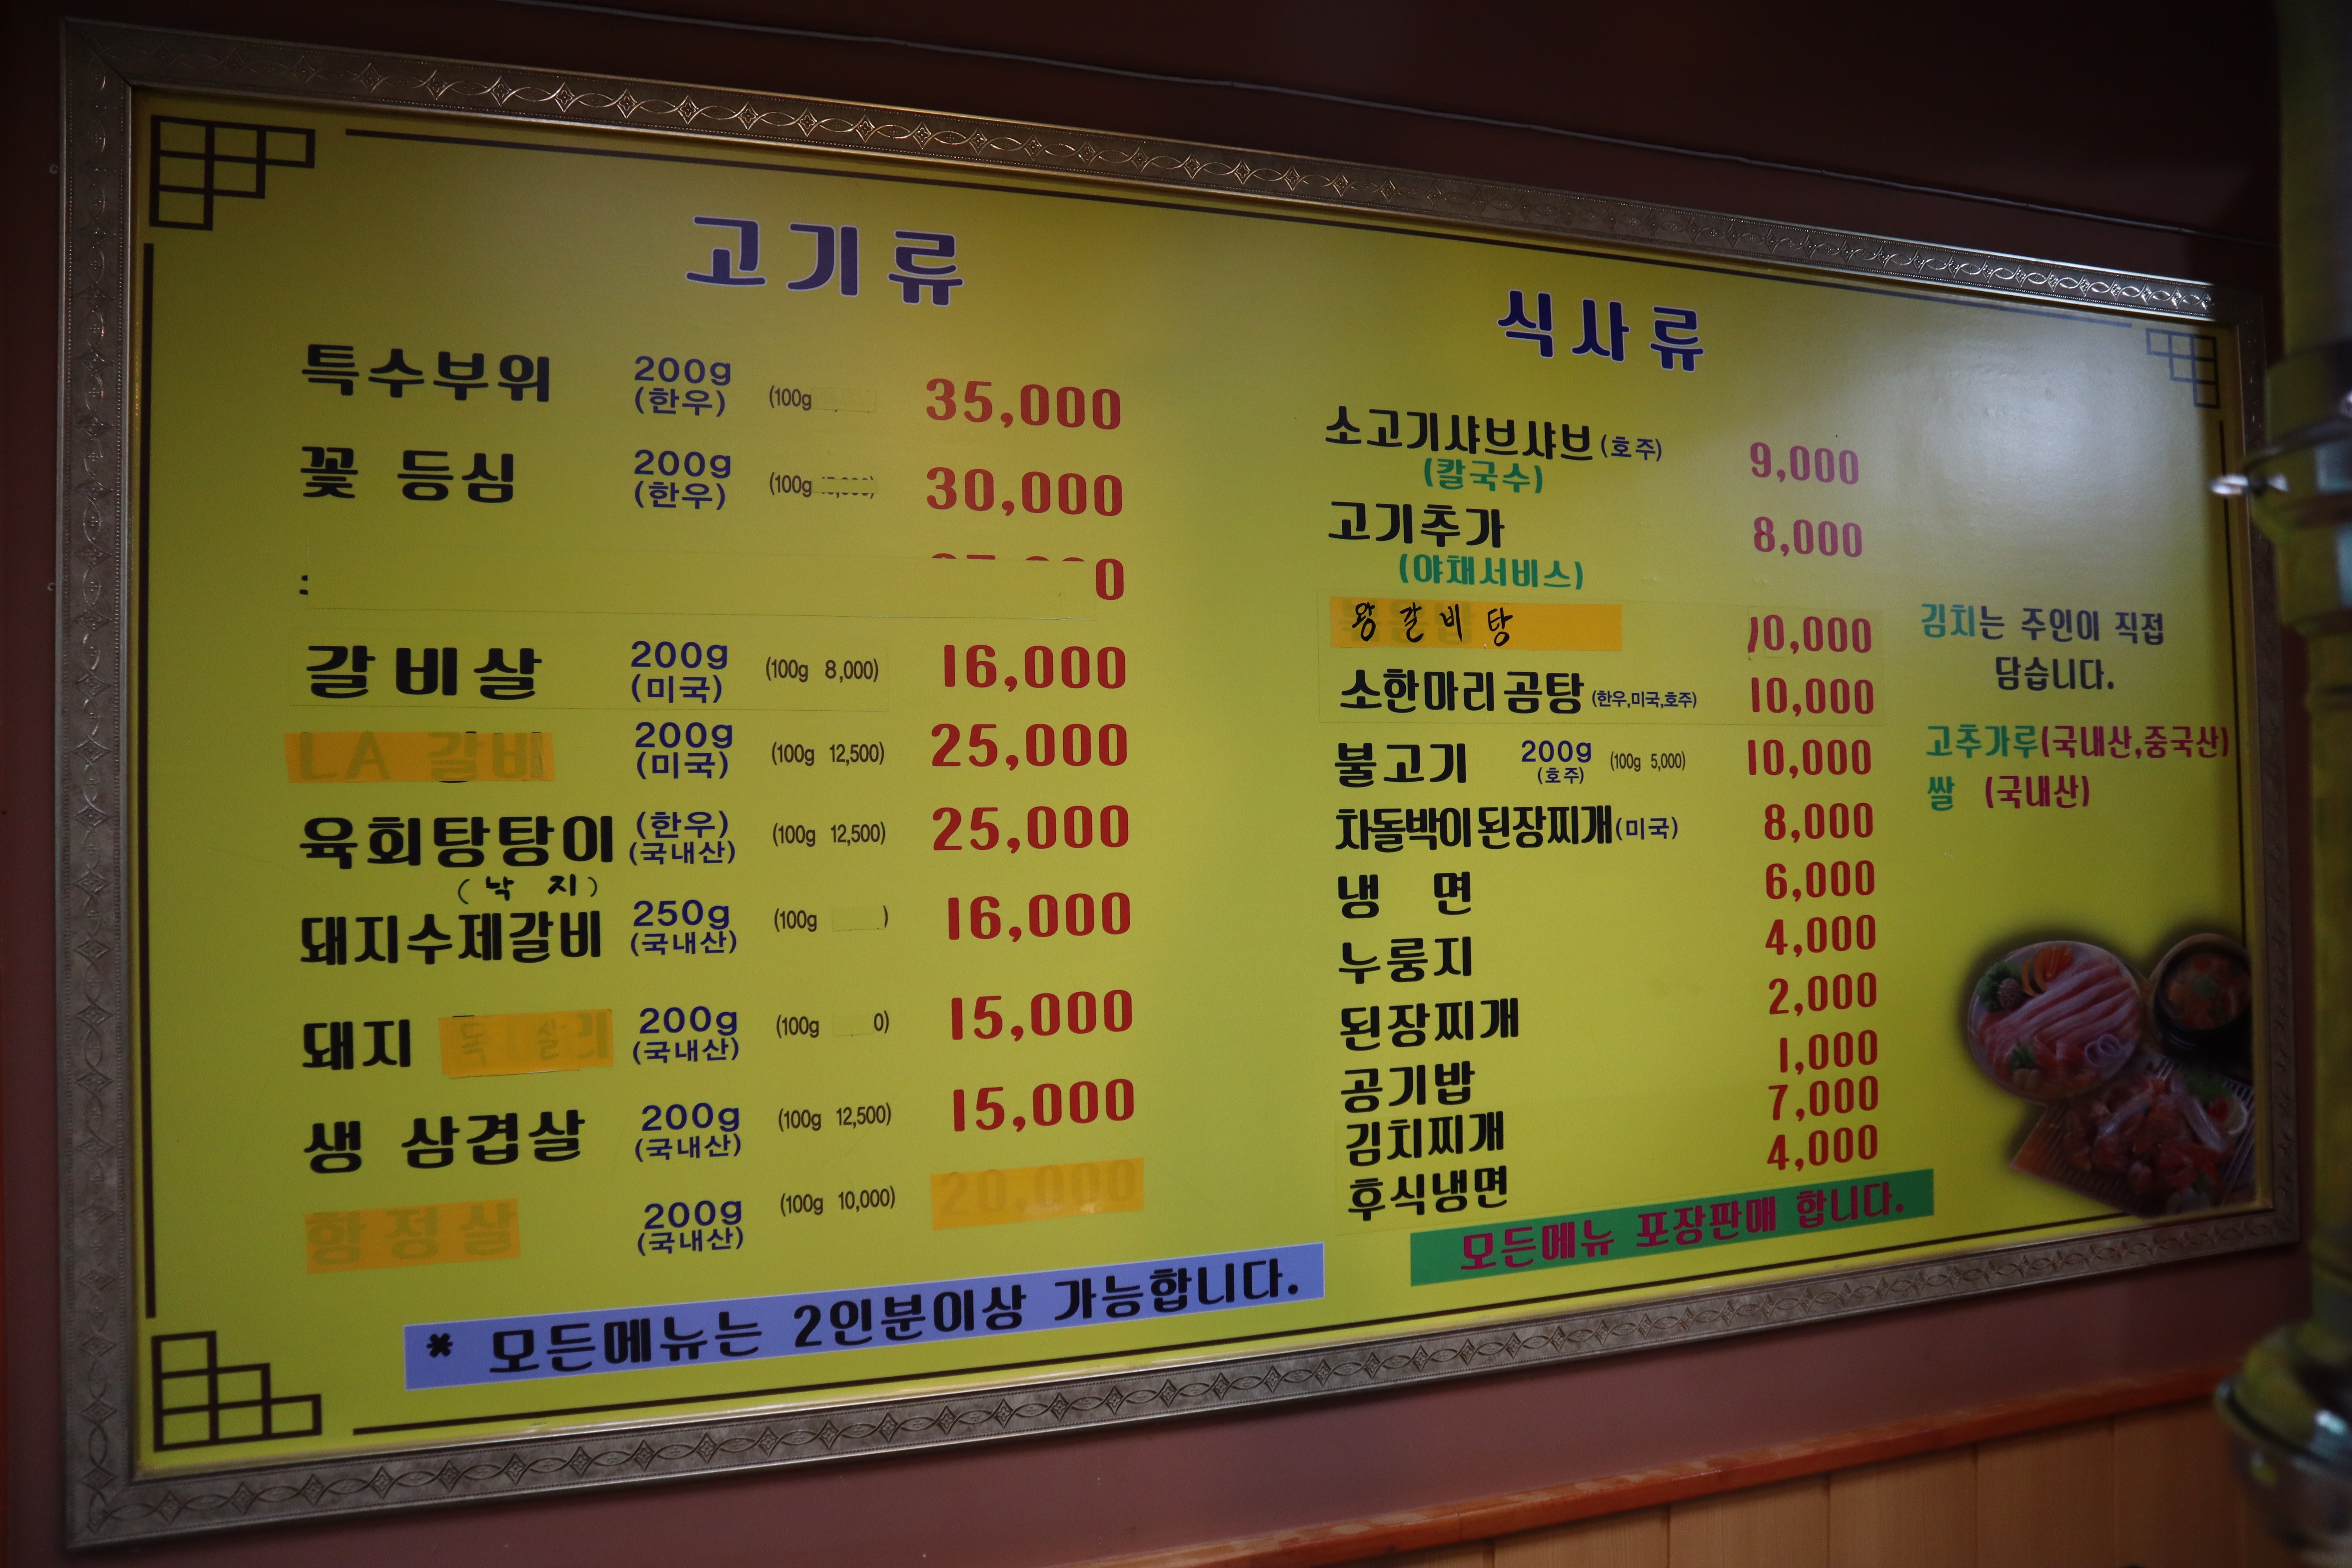 고기류
특수부위 200g (한우) (100g 35,000
꽃 등심 200g (한우) (100g 30,000
갈비살 200g (미국) (100g 8,000) 16,000
LA 갈비 200g (미국) (100g 12,500) 25,000
육회탕탕이 (한우) (국내산) (100g 12,500) 25,000
(낙 지)
돼지수제갈비 250g (국내산) (100g ) 16,000
돼지 200g (국내산) (100g 0) 15,000
생 삼겹살 200g (국내산) (100g 12,500) 15,000
항정살 200g (국내산) (100g 10,000) 20,000
* 모든메뉴는 2인분이상 가능합니다.
식사류
소고기샤브샤브 (호주) 9,000
(칼국수)
고기추가 8,000
(야채서비스)
왕갈비탕 10,000
소한마리곰탕 (한우,미국,호주) 10,000
불고기 200g (호주) (100g 5,000) 10,000
차돌박이된장찌개(미국) 8,000
냉 면 6,000
누룽지 4,000
된장찌개 2,000
공기밥 1,000
김치찌개 7,000
후식냉면 4,000
모든메뉴 포장판매 합니다.
김치는 주인이 직접
담습니다.
고추가루(국내산,중국산)
쌀 (국내산)